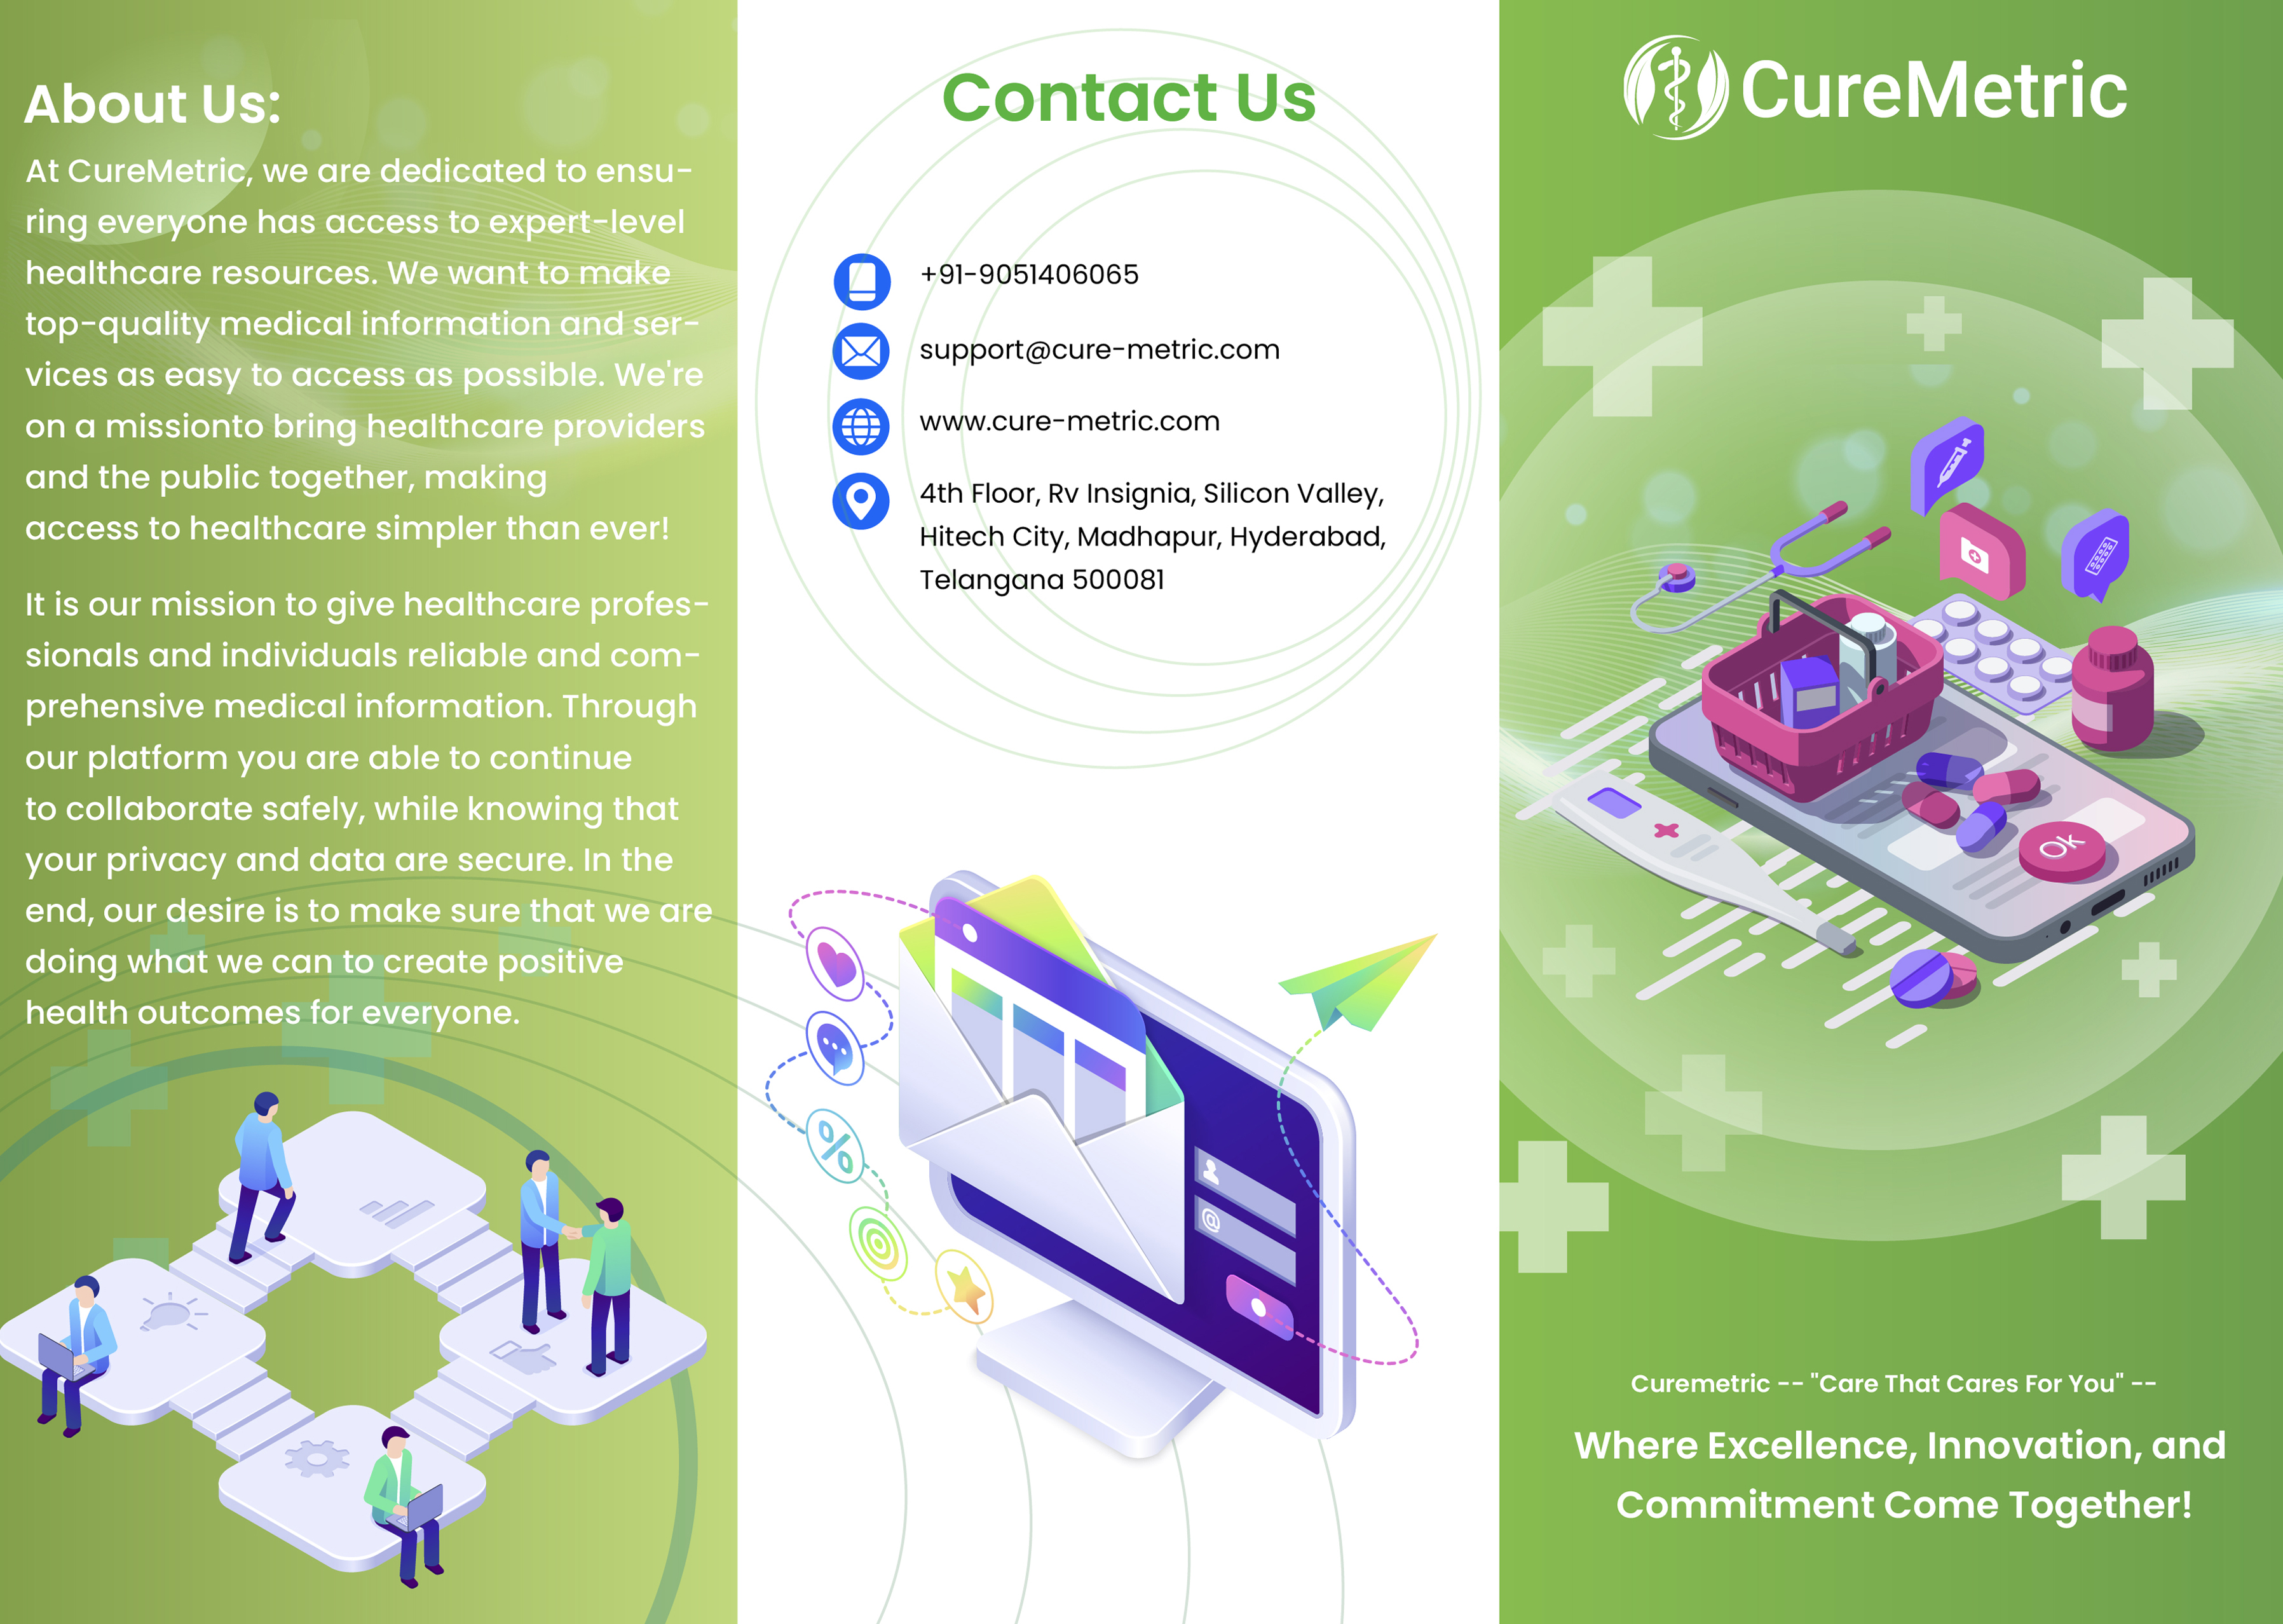 About Us:
At CureMetric, we are dedicated to ensu-
ring everyone has access to expert-level
healthcare resources. We want to make
top-quality medical information and ser-
vices as easy to access as possible. We're
on a missionto bring healthcare providers
and the public together, making
access to healthcare simpler than ever!
It is our mission to give healthcare profes-
sionals and individuals reliable and com-
prehensive medical information. Through
our platform you are able to continue
to collaborate safely, while knowing that
your privacy and data are secure. In the
end, our desire is to make sure that we are
doing what we can to create positive
health outcomes for everyone.
Contact Us
+91-9051406065
support@cure-metric.com
www.cure-metric.com
4th Floor, Rv Insignia, Silicon Valley,
Hitech City, Madhapur, Hyderabad,
Telangana 500081
%
@
CureMetric
Ok
Curemetric -- "Care That Cares For You" --
Where Excellence, Innovation, and
Commitment Come Together!